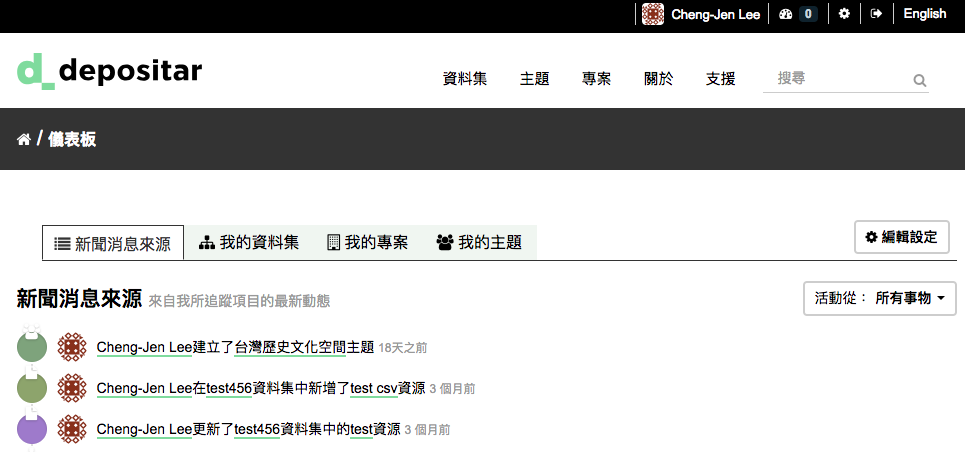 Cheng-Jen Lee 0 English
d_depositar
資料集 主題 專案 關於 支援 搜尋
/ 儀表板
新聞消息來源 我的資料集 我的專案 我的主題 編輯設定
新聞消息來源 來自我所追蹤項目的最新動態 活動從： 所有事物
Cheng-Jen Lee建立了台灣歷史文化空間主題 18天之前
Cheng-Jen Lee在test456資料集中新增了test csv資源 3 個月前
Cheng-Jen Lee更新了test456資料集中的test資源 3 個月前